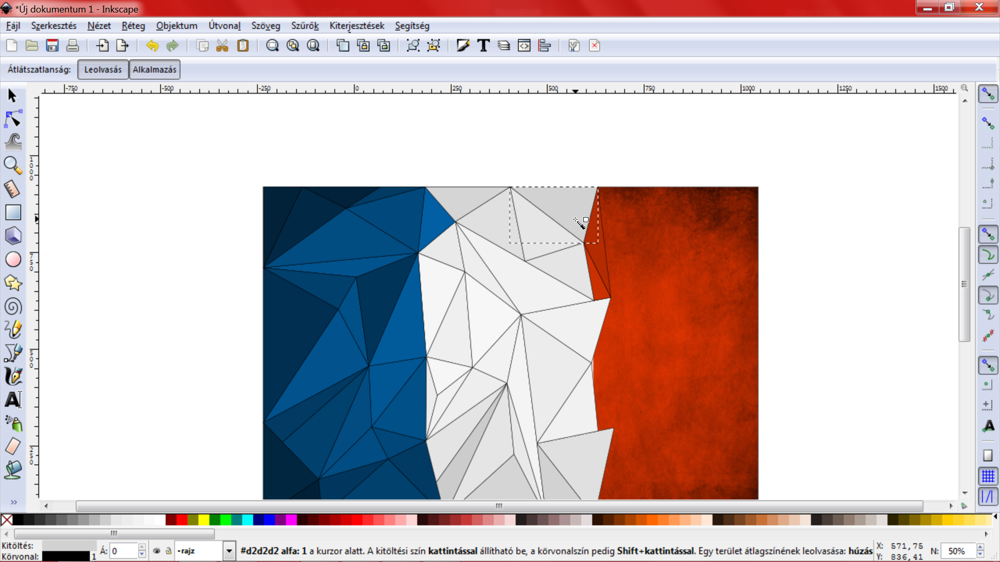 *Új dokumentum 1 - Inkscape
Fájl Szerkesztés Nézet Réteg Objektum Útvonal Szöveg Szűrők Kiterjesztések Segítség
Átlátszatlanság: Leolvasás Alkalmazás
-750 -500 -250 0 250 500 750 1000 1250 1500
1000
750
500
250
Kitöltés:
Körvonal: 1
Á: 0
•rajz
#d2d2d2 alfa: 1 a kurzor alatt. A kitöltési szín kattintással állítható be, a körvonalszín pedig Shift+kattintással. Egy terület átlagszínének leolvasása: húzás
X: 571,75
Y: 836,41
N: 50%